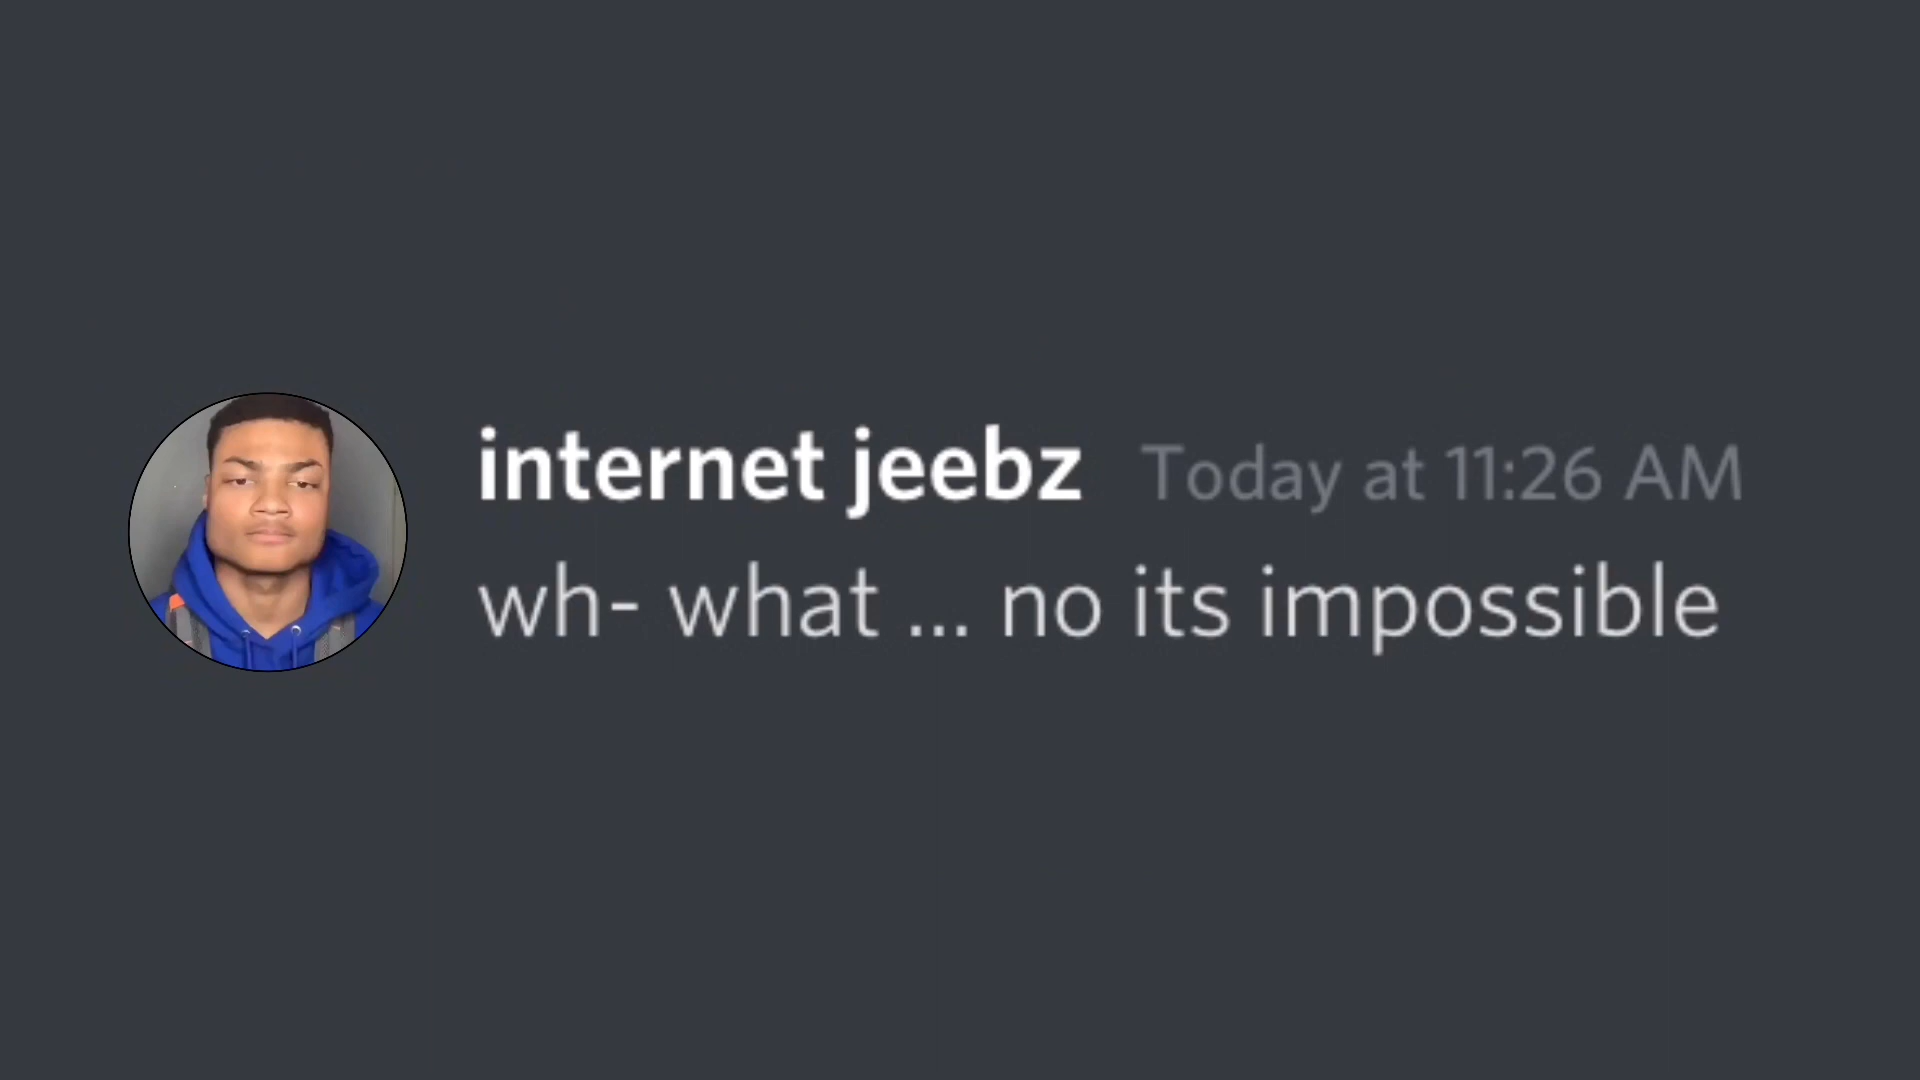 internet jeebz Today at 11:26 AM
wh- what ... no its impossible